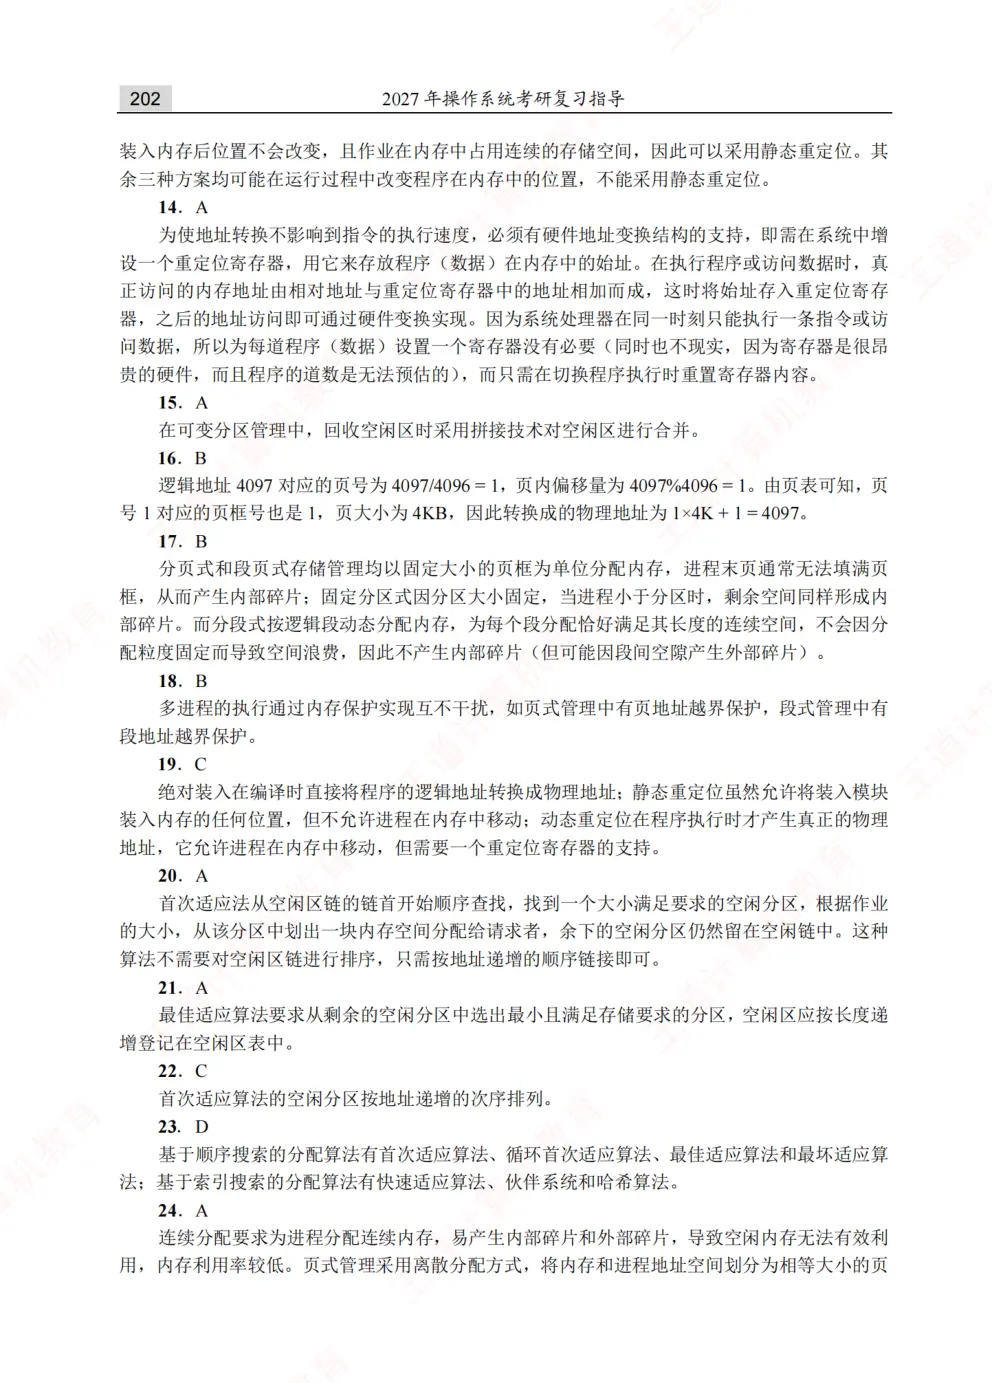 202
2027 年操作系统考研复习指导
装入内存后位置不会改变，且作业在内存中占用连续的存储空间，因此可以采用静态重定位。其
余三种方案均可能在运行过程中改变程序在内存中的位置，不能采用静态重定位。
14．A
为使地址转换不影响到指令的执行速度，必须有硬件地址变换结构的支持，即需在系统中增
设一个重定位寄存器，用它来存放程序（数据）在内存中的始址。在执行程序或访问数据时，真
正访问的内存地址由相对地址与重定位寄存器中的地址相加而成，这时将始址存入重定位寄存
器，之后的地址访问即可通过硬件变换实现。因为系统处理器在同一时刻只能执行一条指令或访
问数据，所以为每道程序（数据）设置一个寄存器没有必要（同时也不现实，因为寄存器是很昂
贵的硬件，而且程序的道数是无法预估的），而只需在切换程序执行时重置寄存器内容。
15．A
在可变分区管理中，回收空闲区时采用拼接技术对空闲区进行合并。
16．B
逻辑地址 4097 对应的页号为 4097/4096 = 1，页内偏移量为 4097%4096 = 1。由页表可知，页
号 1 对应的页框号也是 1，页大小为 4KB，因此转换成的物理地址为 1×4K + 1 = 4097。
17．B
分页式和段页式存储管理均以固定大小的页框为单位分配内存，进程末页通常无法填满页
框，从而产生内部碎片；固定分区式因分区大小固定，当进程小于分区时，剩余空间同样形成内
部碎片。而分段式按逻辑段动态分配内存，为每个段分配恰好满足其长度的连续空间，不会因分
配粒度固定而导致空间浪费，因此不产生内部碎片（但可能因段间空隙产生外部碎片）。
18．B
多进程的执行通过内存保护实现互不干扰，如页式管理中有页地址越界保护，段式管理中有
段地址越界保护。
19．C
绝对装入在编译时直接将程序的逻辑地址转换成物理地址；静态重定位虽然允许将装入模块
装入内存的任何位置，但不允许进程在内存中移动；动态重定位在程序执行时才产生真正的物理
地址，它允许进程在内存中移动，但需要一个重定位寄存器的支持。
20．A
首次适应法从空闲区链的链首开始顺序查找，找到一个大小满足要求的空闲分区，根据作业
的大小，从该分区中划出一块内存空间分配给请求者，余下的空闲分区仍然留在空闲链中。这种
算法不需要对空闲区链进行排序，只需按地址递增的顺序链接即可。
21．A
最佳适应算法要求从剩余的空闲分区中选出最小且满足存储要求的分区，空闲区应按长度递
增登记在空闲区表中。
22．C
首次适应算法的空闲分区按地址递增的次序排列。
23．D
基于顺序搜索的分配算法有首次适应算法、循环首次适应算法、最佳适应算法和最坏适应算
法；基于索引搜索的分配算法有快速适应算法、伙伴系统和哈希算法。
24．A
连续分配要求为进程分配连续内存，易产生内部碎片和外部碎片，导致空闲内存无法有效利
用，内存利用率较低。页式管理采用离散分配方式，将内存和进程地址空间划分为相等大小的页